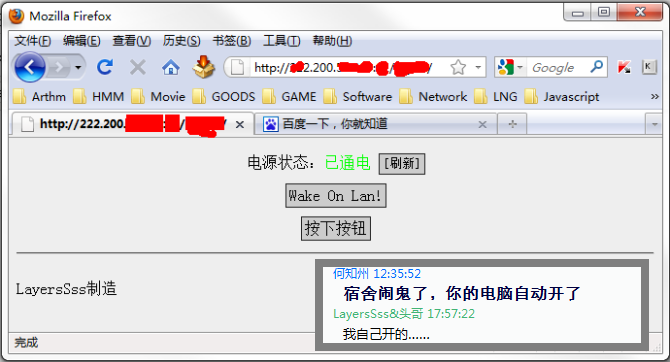 Mozilla Firefox
文件(F) 编辑(E) 查看(V) 历史(S) 书签(B) 工具(T) 帮助(H)
http:// 2.200. / / Google
Arthm HMM Movie GOODS GAME Software Network LNG Javascript »
http://222.200. / / 百度一下，你就知道
电源状态：已通电 [刷新]
Wake On Lan!
按下按钮
LayersSss制造
何知州 12:35:52
宿舍闹鬼了，你的电脑自动开了
LayersSss&头哥 17:57:22
我自己开的......
完成